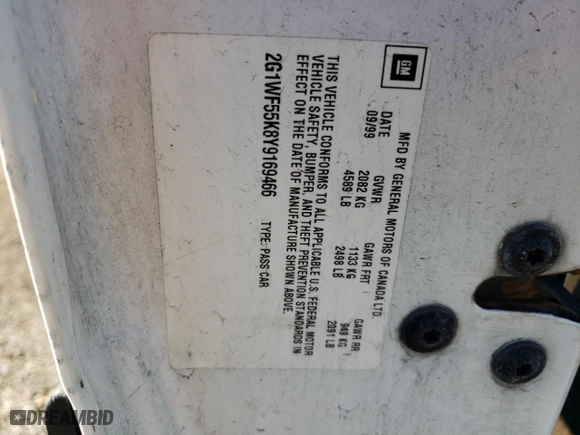 GM
MFD BY GENERAL MOTORS OF CANADA LTD.
DATE GVWR GAWR FRT GAWR RR
09/99 2082 KG 1133 KG 949 KG
4589 LB 2498 LB 2091 LB
THIS VEHICLE CONFORMS TO ALL APPLICABLE U.S. FEDERAL MOTOR
VEHICLE SAFETY, BUMPER, AND THEFT PREVENTION STANDARDS IN
EFFECT ON THE DATE OF MANUFACTURE SHOWN ABOVE.
2G1WF55K8Y9169466 TYPE: PASS CAR
DREAMBID